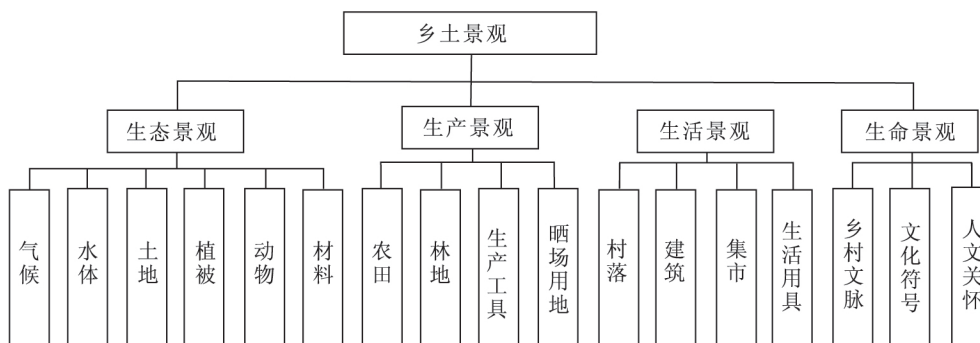 乡土景观
生态景观
生产景观
生活景观
生命景观
气候
水体
土地
植被
动物
材料
农田
林地
生产工具
晒场用地
村落
建筑
集市
生活用具
乡村文脉
文化符号
人文关怀